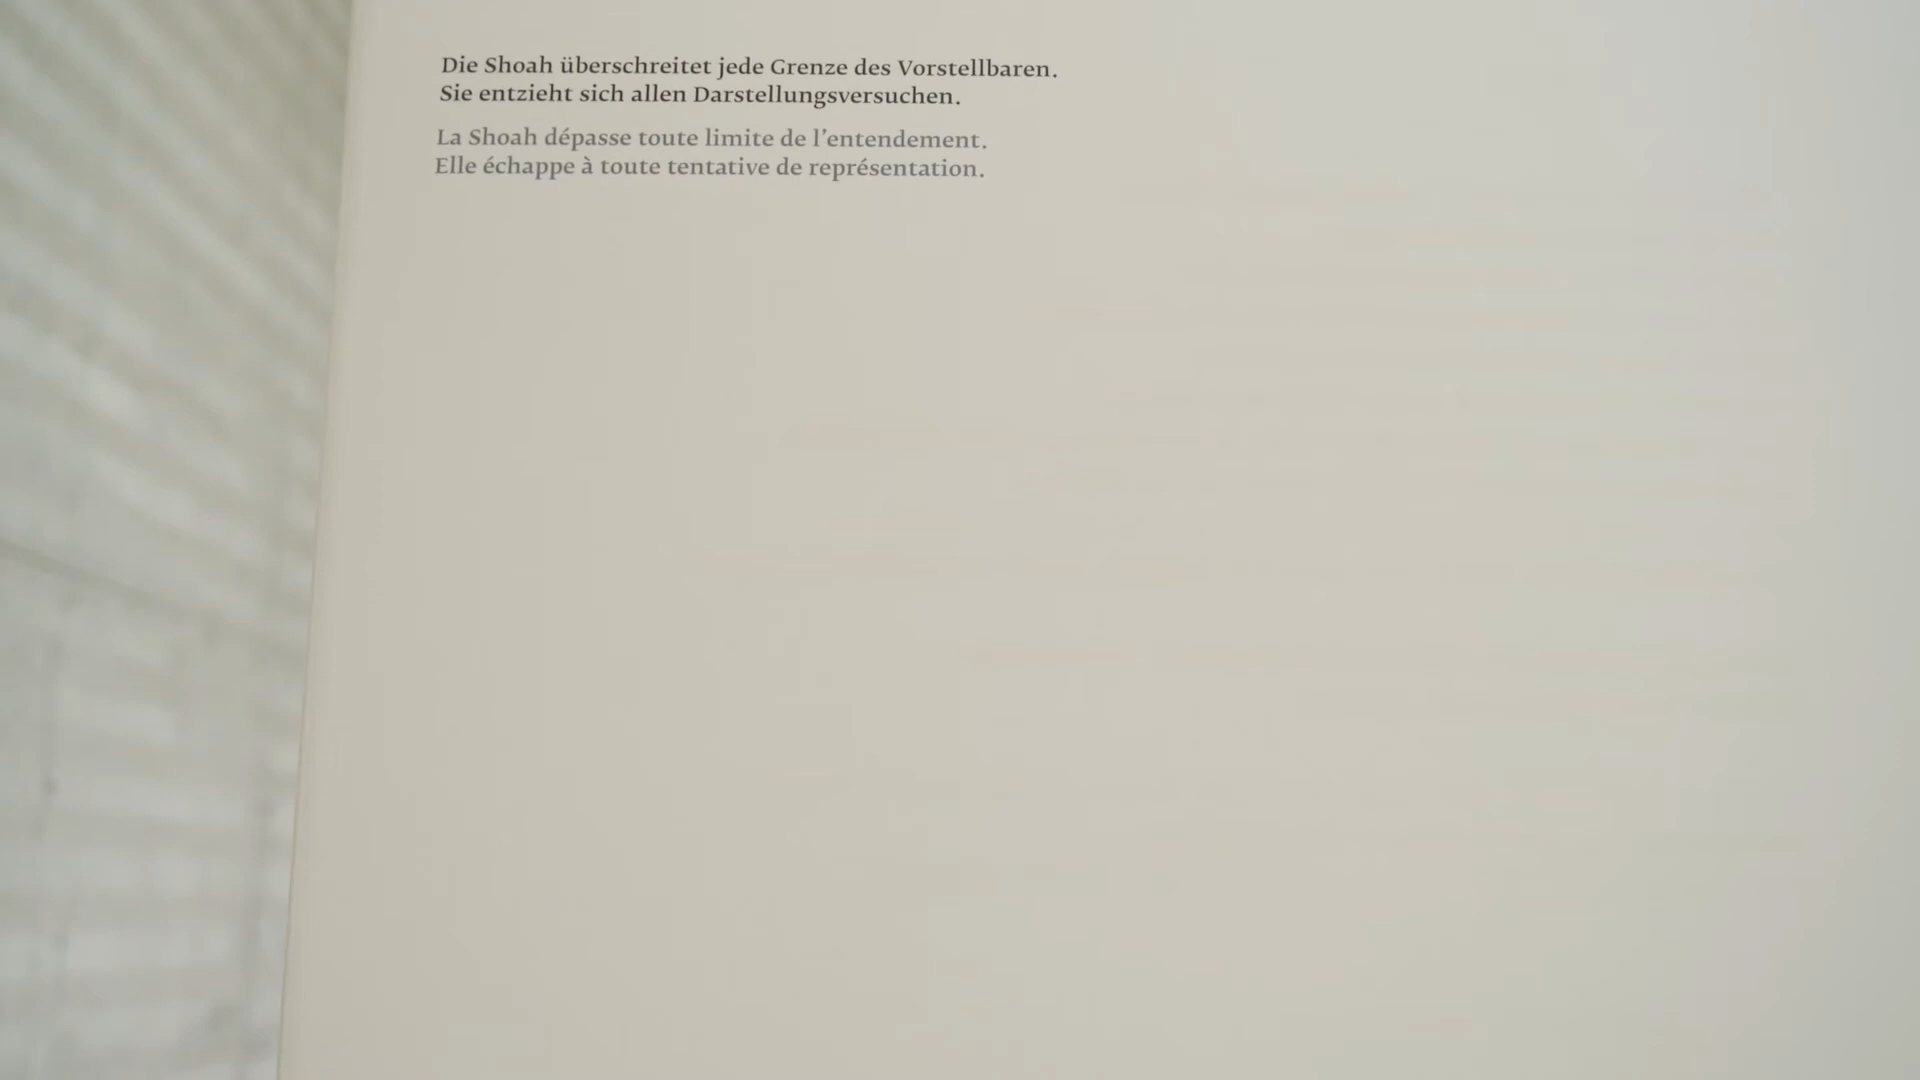 Die Shoah überschreitet jede Grenze des Vorstellbaren.
Sie entzieht sich allen Darstellungsversuchen.
La Shoah dépasse toute limite de l’entendement.
Elle échappe à toute tentative de représentation.